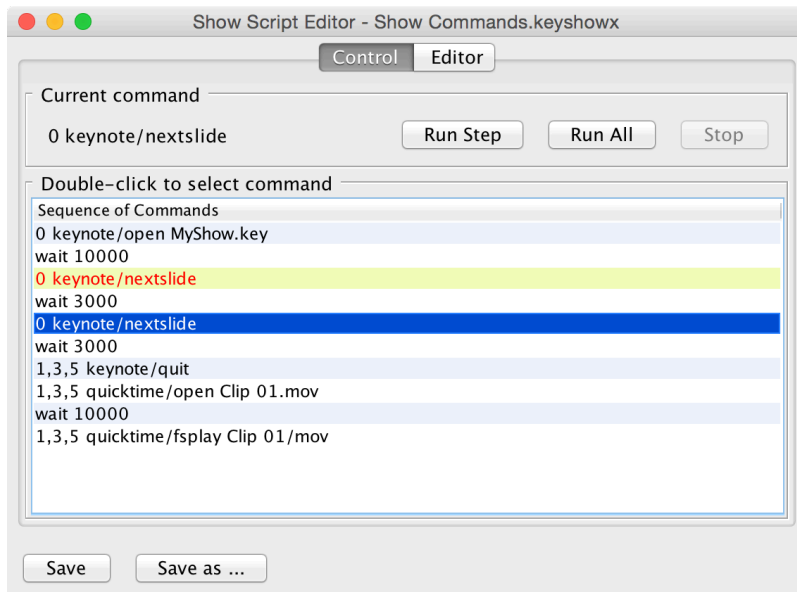 Show Script Editor - Show Commands.keyshowx
Control Editor
Current command
0 keynote/nextslide Run Step Run All Stop
Double-click to select command
Sequence of Commands
0 keynote/open MyShow.key
wait 10000
0 keynote/nextslide
wait 3000
0 keynote/nextslide
wait 3000
1,3,5 keynote/quit
1,3,5 quicktime/open Clip 01.mov
wait 10000
1,3,5 quicktime/fsplay Clip 01/mov
Save Save as ...